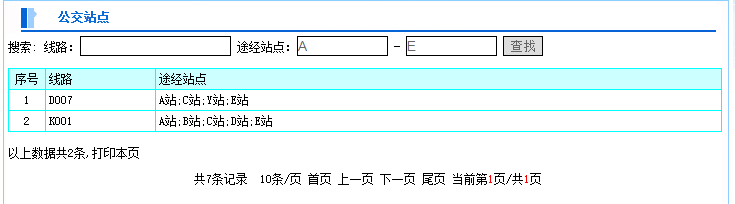 公交站点
搜索: 线路: 途经站点: A - E 查找
序号 线路 途经站点
1 D007 A站;C站;Y站;E站
2 K001 A站;B站;C站;D站;E站
以上数据共2条,打印本页
共7条记录 10条/页 首页 上一页 下一页 尾页 当前第1页/共1页